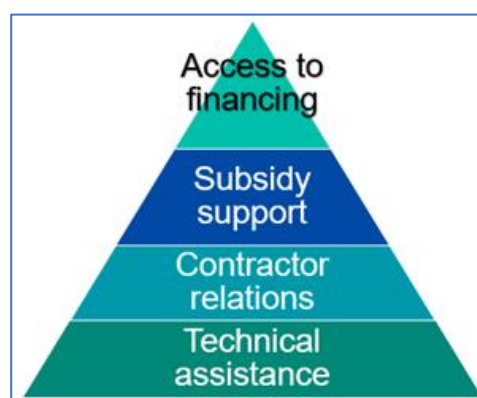 Access to
financing
Subsidy
support
Contractor
relations
Technical
assistance